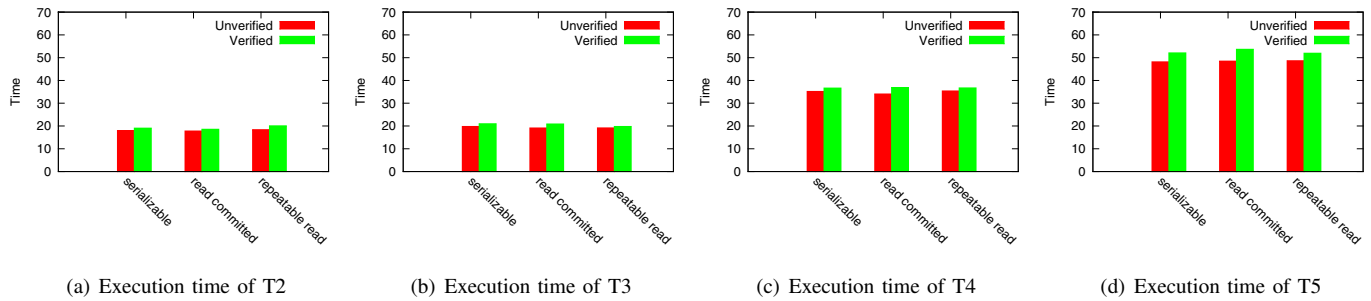 70
60
50
40
30
20
10
0
Time
Unverified
Verified
serializable
read committed
repeatable read
(a) Execution time of T2
70
60
50
40
30
20
10
0
Time
Unverified
Verified
serializable
read committed
repeatable read
(b) Execution time of T3
70
60
50
40
30
20
10
0
Time
Unverified
Verified
serializable
read committed
repeatable read
(c) Execution time of T4
70
60
50
40
30
20
10
0
Time
Unverified
Verified
serializable
read committed
repeatable read
(d) Execution time of T5